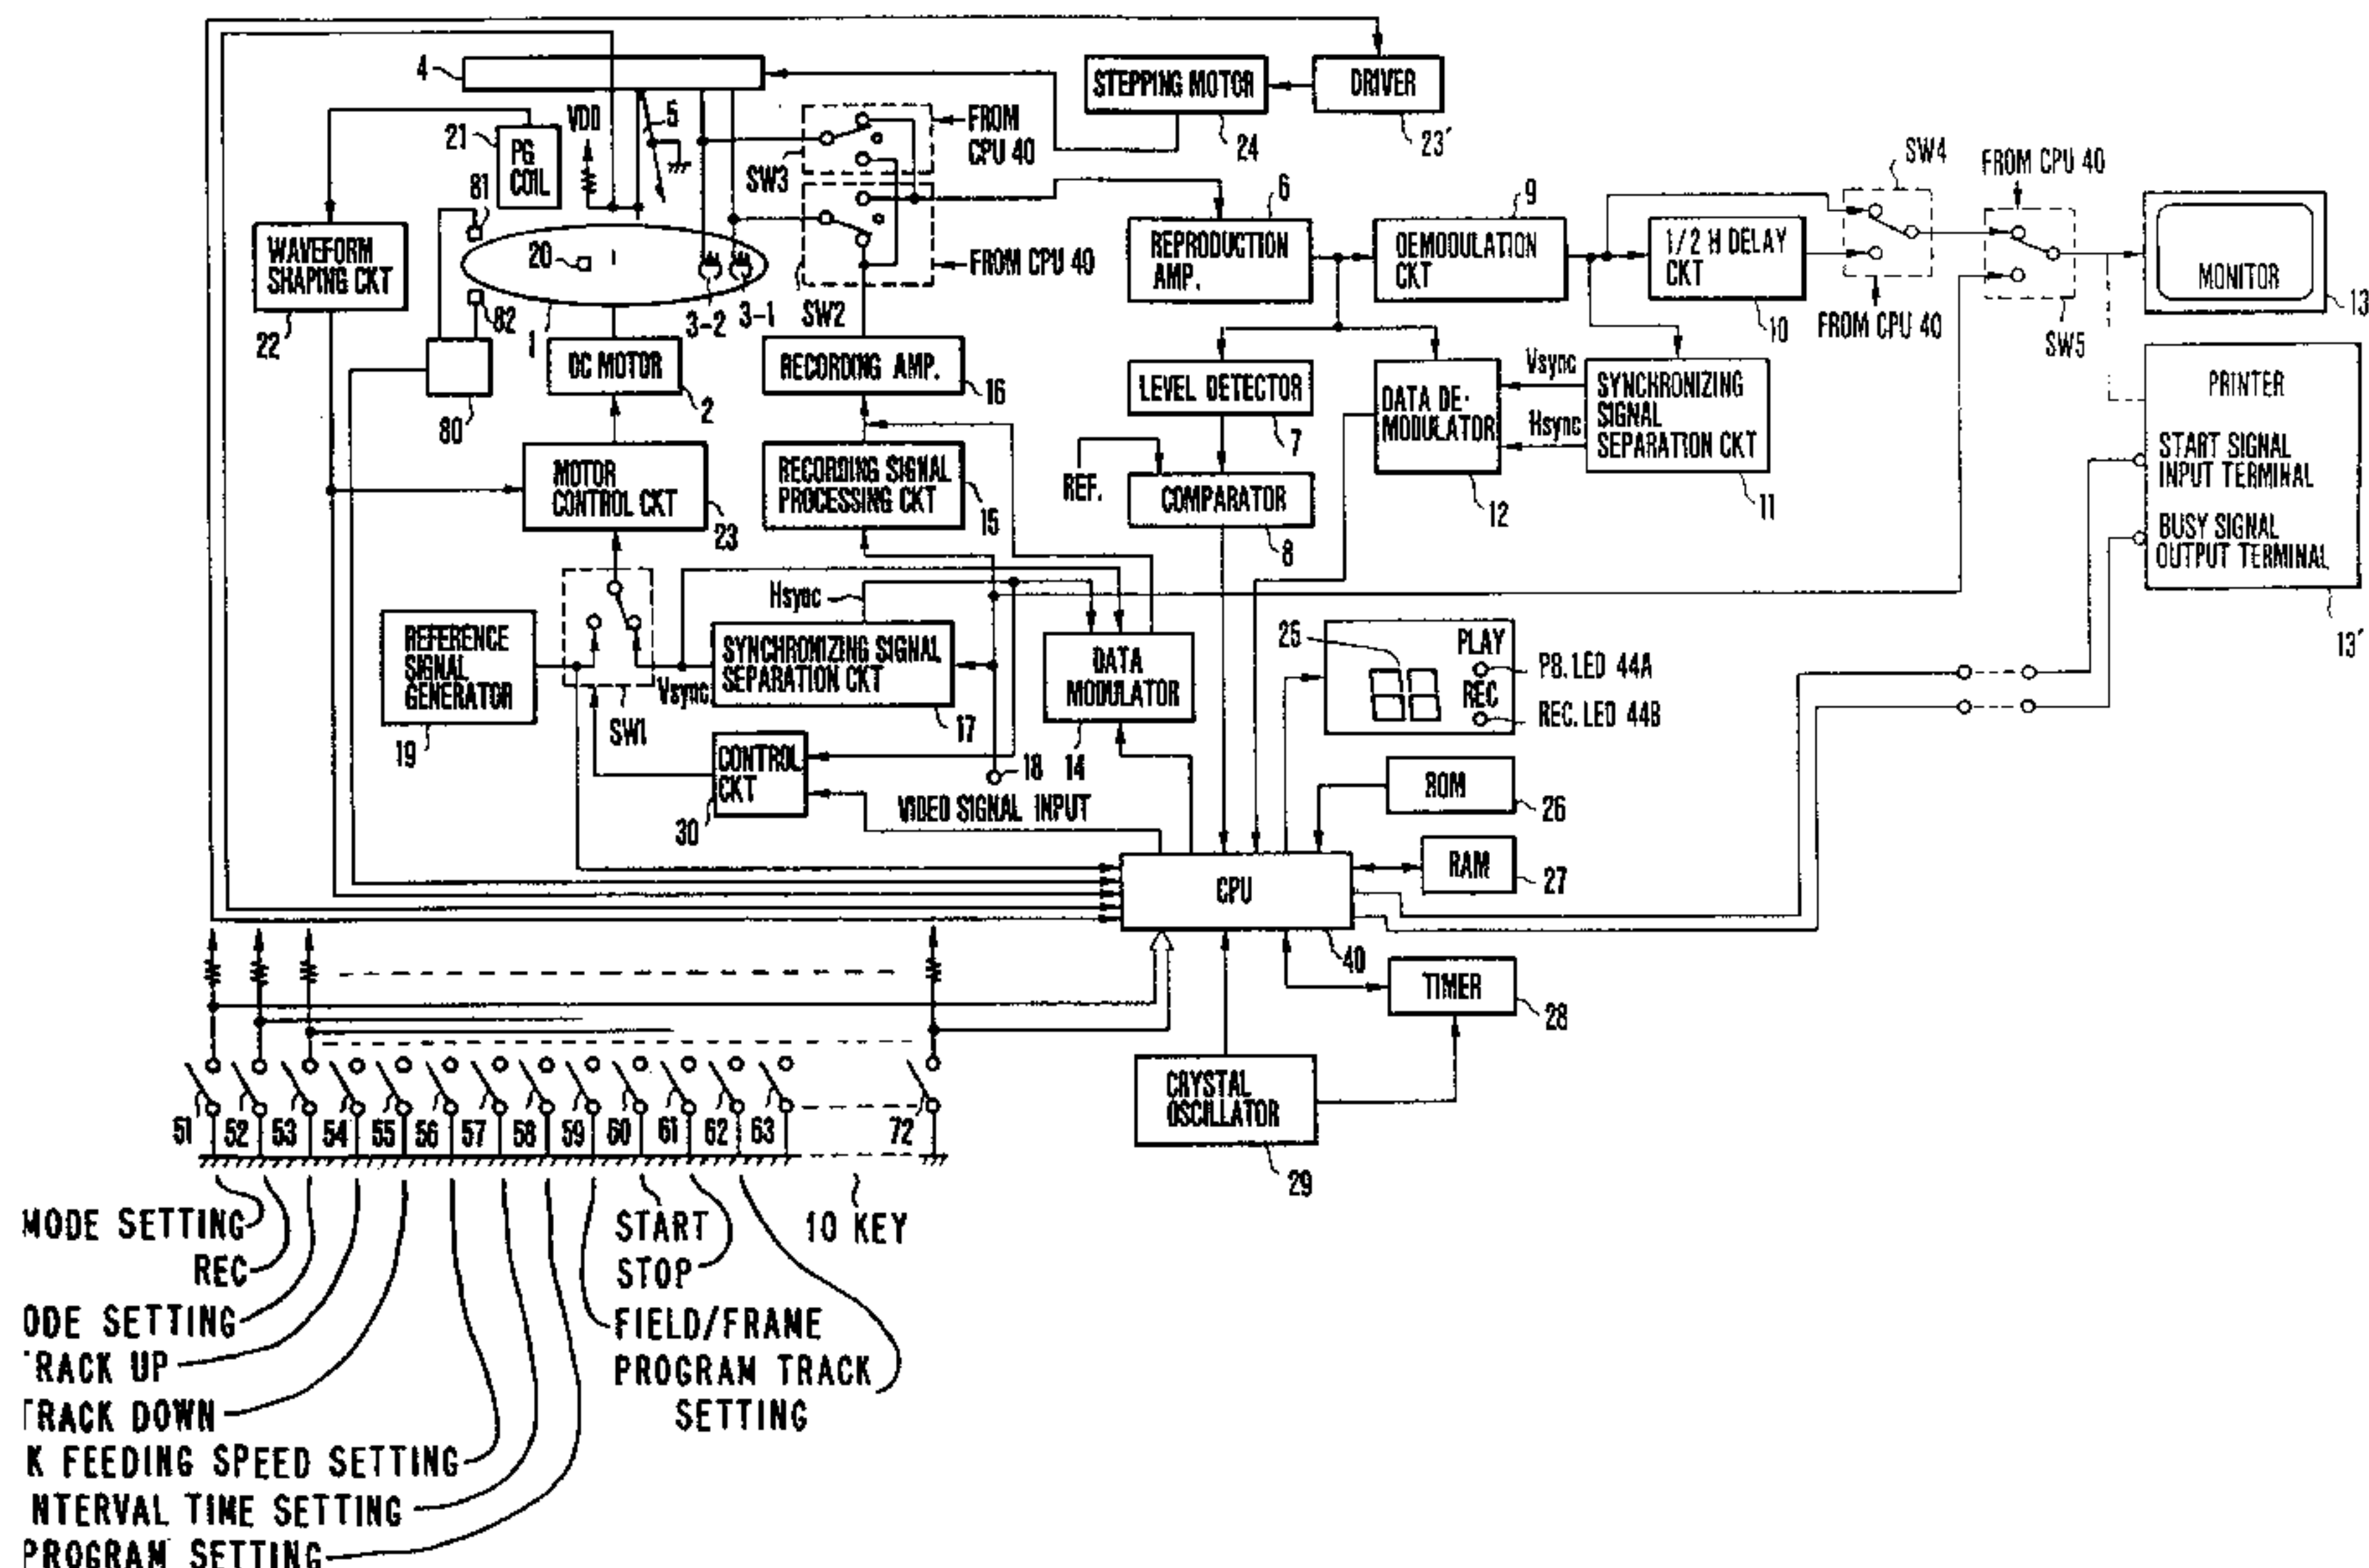 4
5
VDD
21
PG
COIL
SW3
FROM
CPU 40
STEPPING MOTOR
24
DRIVER
23′
SW4
FROM CPU 40
81
WAVEFORM
SHAPING CKT
22
20
82
1
3-2
3-1
SW2
FROM CPU 40
6
REPRODUCTION
AMP.
9
DEMODULATION
CKT
1/2 H DELAY
CKT
10
FROM CPU 40
SW5
MONITOR
13
80
DC MOTOR
2
RECORDING AMP.
16
LEVEL DETECTOR
7
DATA DE-
MODULATOR
12
Vsync
Hsync
SYNCHRONIZING
SIGNAL
SEPARATION CKT
11
PRINTER
START SIGNAL
INPUT TERMINAL
BUSY SIGNAL
OUTPUT TERMINAL
13′
MOTOR
CONTROL CKT
23
RECORDING SIGNAL
PROCESSING CKT
15
REF.
COMPARATOR
8
REFERENCE
SIGNAL
GENERATOR
19
SW1
Hsync
Vsync
SYNCHRONIZING SIGNAL
SEPARATION CKT
17
DATA
MODULATOR
14
25
PLAY
REC
PB. LED 44A
REC. LED 44B
CONTROL
CKT
30
18
VIDEO SIGNAL INPUT
ROM
26
RAM
27
CPU
40
TIMER
28
CRYSTAL
OSCILLATOR
29
51 52 53 54 55 56 57 58 59 60 61 62 63 72
MODE SETTING
REC
ODE SETTING
RACK UP
TRACK DOWN
K FEEDING SPEED SETTING
NTERVAL TIME SETTING
PROGRAM SETTING
START
STOP
FIELD/FRAME
PROGRAM TRACK
SETTING
10 KEY